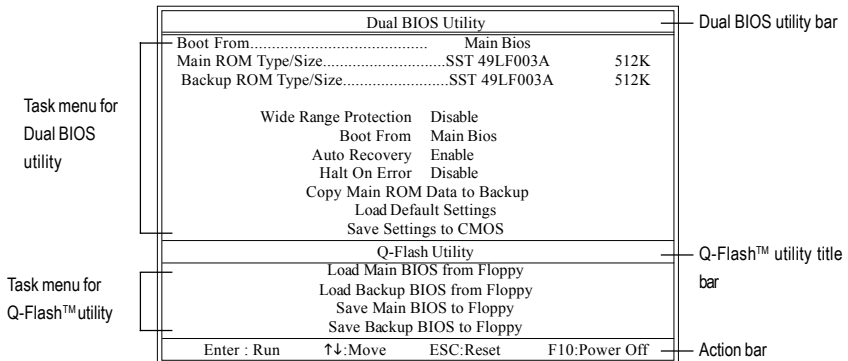 Dual BIOS Utility
Dual BIOS utility bar
Boot From.......................................... Main Bios
Main ROM Type/Size.............................SST 49LF003A 512K
Backup ROM Type/Size.........................SST 49LF003A 512K
Task menu for
Dual BIOS
utility
Wide Range Protection Disable
Boot From Main Bios
Auto Recovery Enable
Halt On Error Disable
Copy Main ROM Data to Backup
Load Default Settings
Save Settings to CMOS
Q-Flash Utility
Q-Flash™ utility title
bar
Task menu for
Q-Flash™utility
Load Main BIOS from Floppy
Load Backup BIOS from Floppy
Save Main BIOS to Floppy
Save Backup BIOS to Floppy
Enter : Run ↑↓:Move ESC:Reset F10:Power Off
Action bar